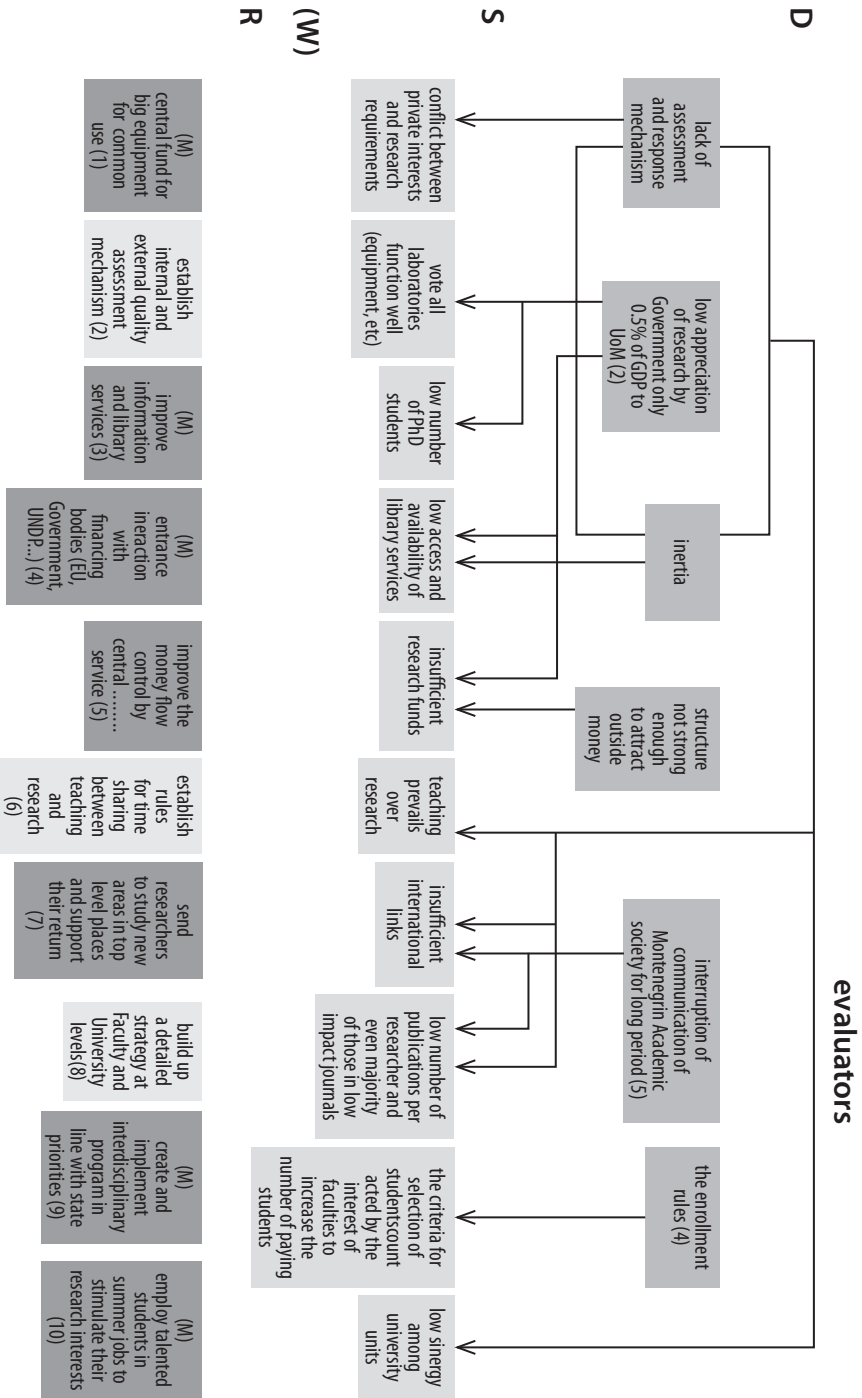 evaluators
D
lack of
assessment
and response
mechanism
low appreciation
of research by
Government only
0.5% of GDP to
UoM (2)
inertia
structure
not strong
enough
to attract
outside
money
interruption of
communication of
Montenegrin Academic
society for long period (5)
the enrollment
rules (4)
S
(W)
conflict between
private interests
and research
requirements
vote all
laboratories
function well
(equipment, etc)
low number
of PhD
students
low access and
availability of
library services
insufficient
research funds
teaching
prevails
over
research
insufficient
international
links
low number of
publications per
researcher and
even majority
of those in low
impact journals
the criteria for
selection of
studentscount
acted by the
interest of
faculties to
increase the
number of paying
students
low sinergy
among
university
units
R
(M)
central fund for
big equipment
for common
use (1)
establish
internal and
external quality
assessment
mechanism (2)
(M)
improve
information
and library
services (3)
(M)
entrance
ineraction
with
financing
bodies (EU,
Government,
UNDP...) (4)
improve the
money flow
control by
central ........
service (5)
establish
rules
for time
sharing
between
teaching
and
research
(6)
send
researchers
to study new
areas in top
level places
and support
their return
(7)
build up
a detailed
strategy at
Faculty and
University
levels(8)
(M)
create and
implement
interdisciplinary
program in
line with state
priorities (9)
(M)
employ talented
students in
summer jobs to
stimulate their
research interests
(10)